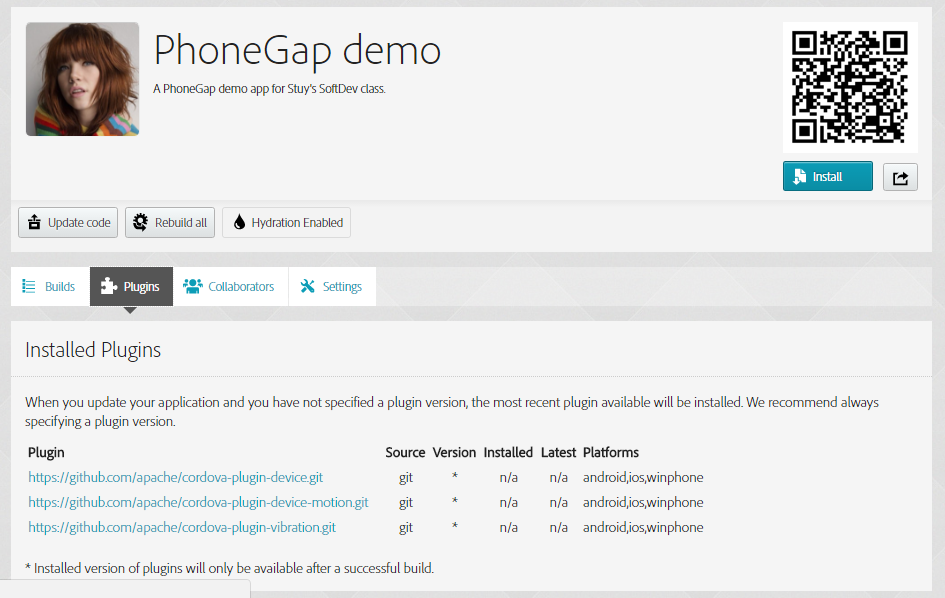 PhoneGap demo
A PhoneGap demo app for Stuy's SoftDev class.
Install
Update code Rebuild all Hydration Enabled
Builds Plugins Collaborators Settings
Installed Plugins
When you update your application and you have not specified a plugin version, the most recent plugin available will be installed. We recommend always
specifying a plugin version.
Plugin Source Version Installed Latest Platforms
https://github.com/apache/cordova-plugin-device.git git * n/a n/a android,ios,winphone
https://github.com/apache/cordova-plugin-device-motion.git git * n/a n/a android,ios,winphone
https://github.com/apache/cordova-plugin-vibration.git git * n/a n/a android,ios,winphone
* Installed version of plugins will only be available after a successful build.